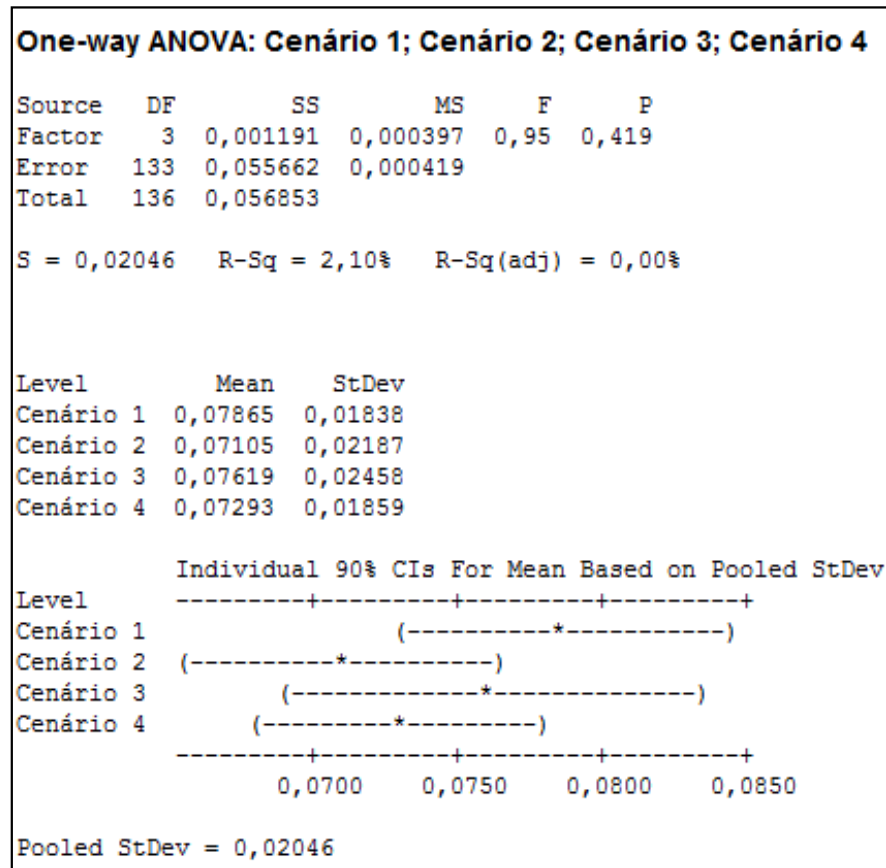 One-way ANOVA: Cenário 1; Cenário 2; Cenário 3; Cenário 4
Source   DF        SS        MS     F      P
Factor    3  0,001191  0,000397  0,95  0,419
Error   133  0,055662  0,000419
Total   136  0,056853
S = 0,02046   R-Sq = 2,10%   R-Sq(adj) = 0,00%
Level         Mean    StDev
Cenário 1  0,07865  0,01838
Cenário 2  0,07105  0,02187
Cenário 3  0,07619  0,02458
Cenário 4  0,07293  0,01859
           Individual 90% CIs For Mean Based on Pooled StDev
Level      ---------+---------+---------+---------+
Cenário 1                 (----------*-----------)
Cenário 2  (----------*----------)
Cenário 3         (-------------*--------------)
Cenário 4       (---------*---------)
           ---------+---------+---------+---------+
                  0,0700    0,0750    0,0800    0,0850
Pooled StDev = 0,02046